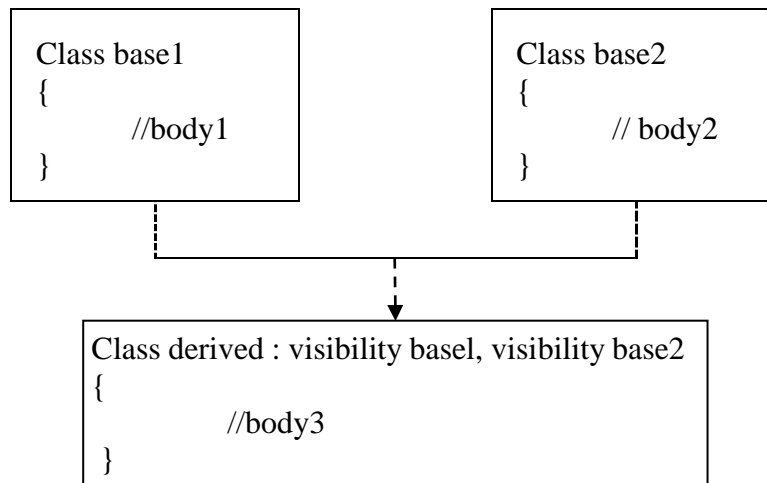 Class base1
{
//body1
}
Class base2
{
// body2
}
Class derived : visibility basel, visibility base2
{
//body3
}